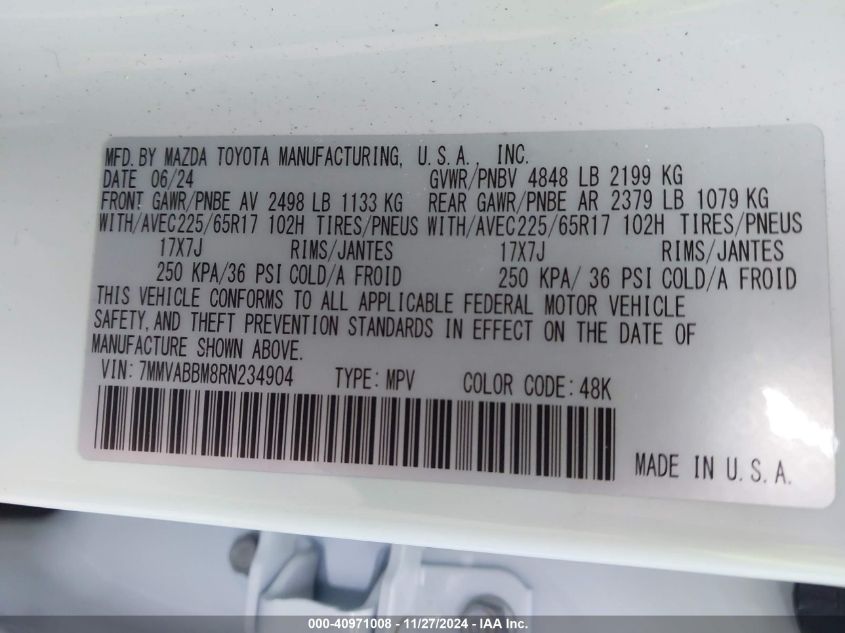 MFD. BY MAZDA TOYOTA MANUFACTURING, U.S.A., INC.
DATE 06/24 GVWR/PNBV 4848 LB 2199 KG
FRONT GAWR/PNBE AV 2498 LB 1133 KG REAR GAWR/PNBE AR 2379 LB 1079 KG
WITH/AVEC225/65R17 102H TIRES/PNEUS WITH/AVEC225/65R17 102H TIRES/PNEUS
17X7J RIMS/JANTES 17X7J RIMS/JANTES
250 KPA/36 PSI COLD/A FROID 250 KPA/ 36 PSI COLD/A FROID
THIS VEHICLE CONFORMS TO ALL APPLICABLE FEDERAL MOTOR VEHICLE
SAFETY, AND THEFT PREVENTION STANDARDS IN EFFECT ON THE DATE OF
MANUFACTURE SHOWN ABOVE.
VIN: 7MMVABBM8RN234904 TYPE: MPV COLOR CODE: 48K
MADE IN U.S.A.
000-40971008 - 11/27/2024 - IAA Inc.